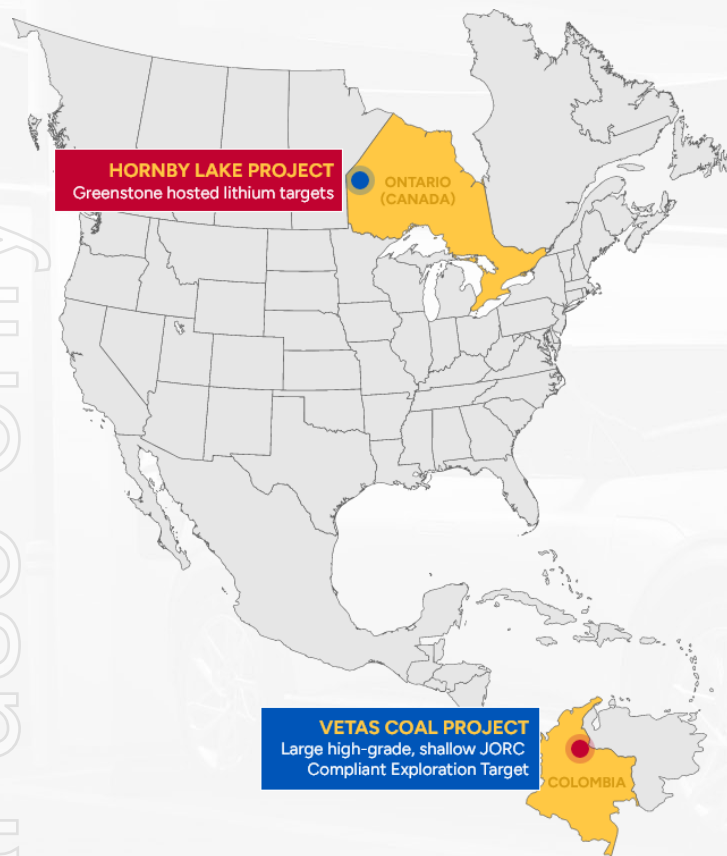 HORNBY LAKE PROJECT
Greenstone hosted lithium targets
ONTARIO
(CANADA)
VETAS COAL PROJECT
Large high-grade, shallow JORC
Compliant Exploration Target
COLOMBIA